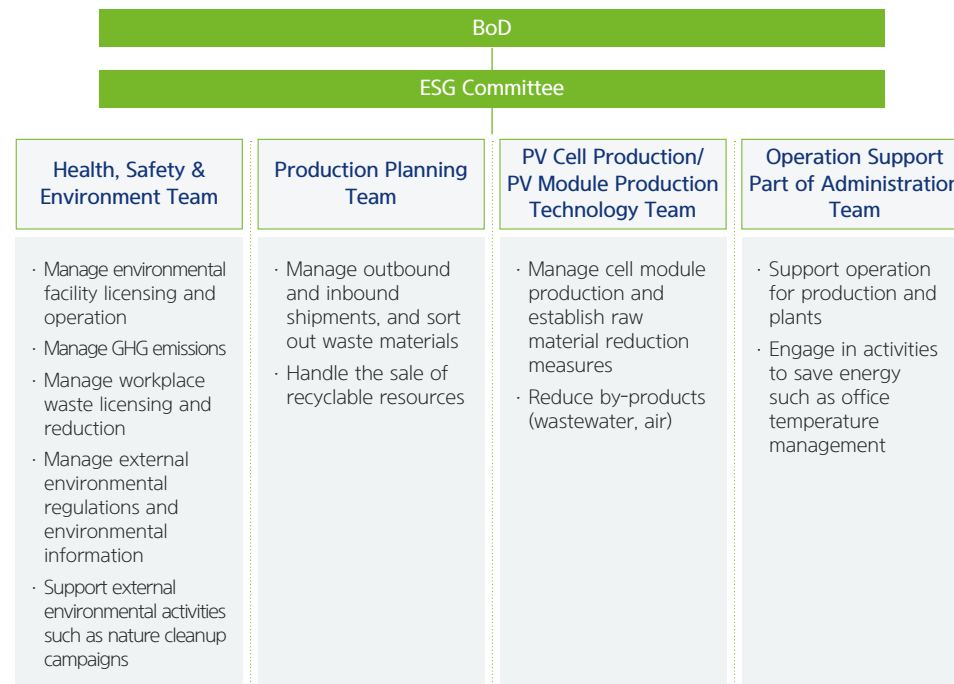 BoD
ESG Committee
Health, Safety &
Environment Team
· Manage environmental
facility licensing and
operation
· Manage GHG emissions
· Manage workplace
waste licensing and
reduction
· Manage external
environmental
regulations and
environmental
information
· Support external
environmental activities
such as nature cleanup
campaigns
Production Planning
Team
· Manage outbound
and inbound
shipments, and sort
out waste materials
· Handle the sale of
recyclable resources
PV Cell Production/
PV Module Production
Technology Team
· Manage cell module
production and
establish raw
material reduction
measures
· Reduce by-products
(wastewater, air)
Operation Support
Part of Administration
Team
· Support operation
for production and
plants
· Engage in activities
to save energy
such as office
temperature
management